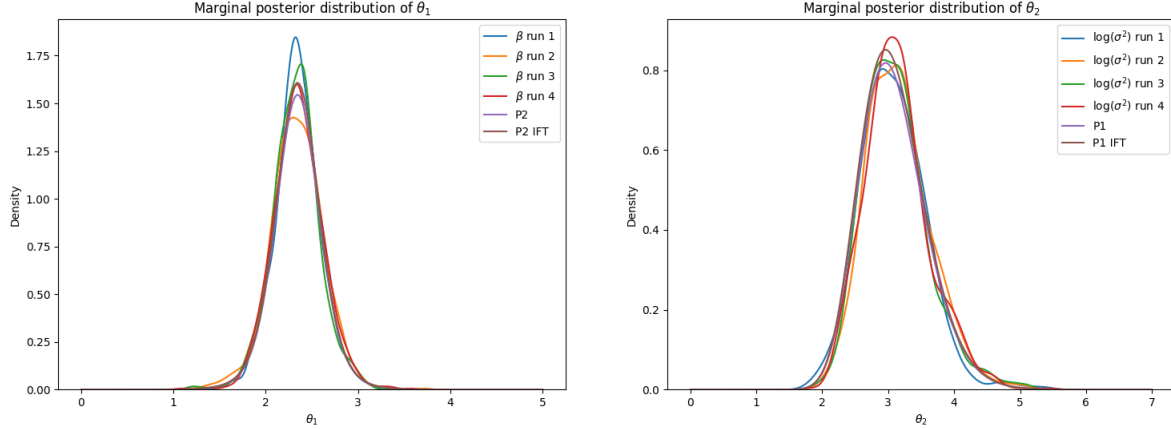 Marginal posterior distribution of θ₁
Density
1.75
1.50
1.25
1.00
0.75
0.50
0.25
0.00
0 1 2 3 4 5
θ₁
β run 1
β run 2
β run 3
β run 4
P2
P2 IFT
Marginal posterior distribution of θ₂
Density
0.8
0.6
0.4
0.2
0.0
0 1 2 3 4 5 6 7
θ₂
log(σ²) run 1
log(σ²) run 2
log(σ²) run 3
log(σ²) run 4
P1
P1 IFT